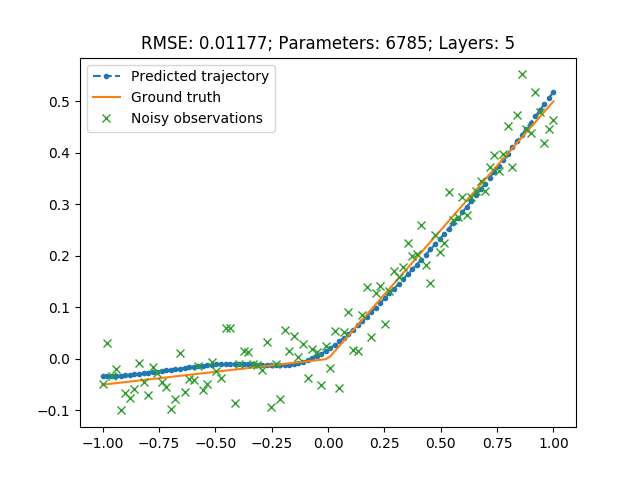 RMSE: 0.01177; Parameters: 6785; Layers: 5
Predicted trajectory
Ground truth
Noisy observations
0.5
0.4
0.3
0.2
0.1
0.0
−0.1
−1.00 −0.75 −0.50 −0.25 0.00 0.25 0.50 0.75 1.00